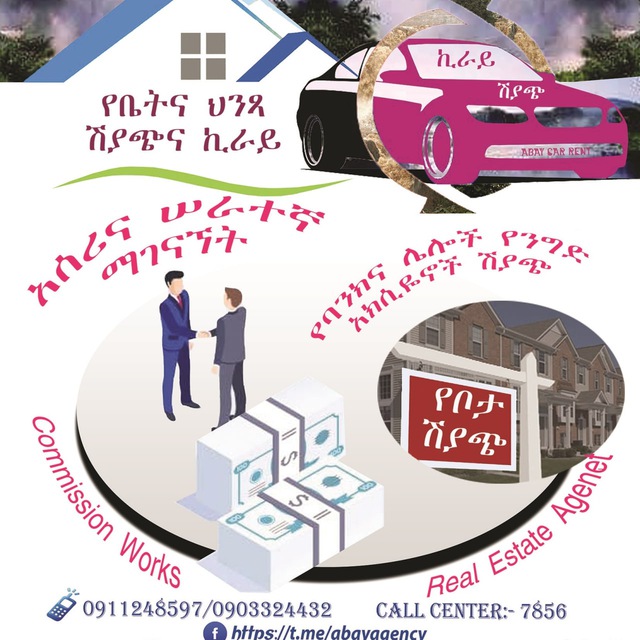 የቤትና ህንጻ
ሽያጭና ኪራይ
ኪራይ
ሽያጭ
ABAY CAR RENT
አሰሪና ሠራተኛ
ማገናኘት
የባንክና ሌሎች የንግድ
አክሲዮኖች ሽያጭ
የቦታ
ሽያጭ
Commission Works
Real Estate Agenet
0911248597/0903324432
CALL CENTER:- 7856
https://t.me/abayagency